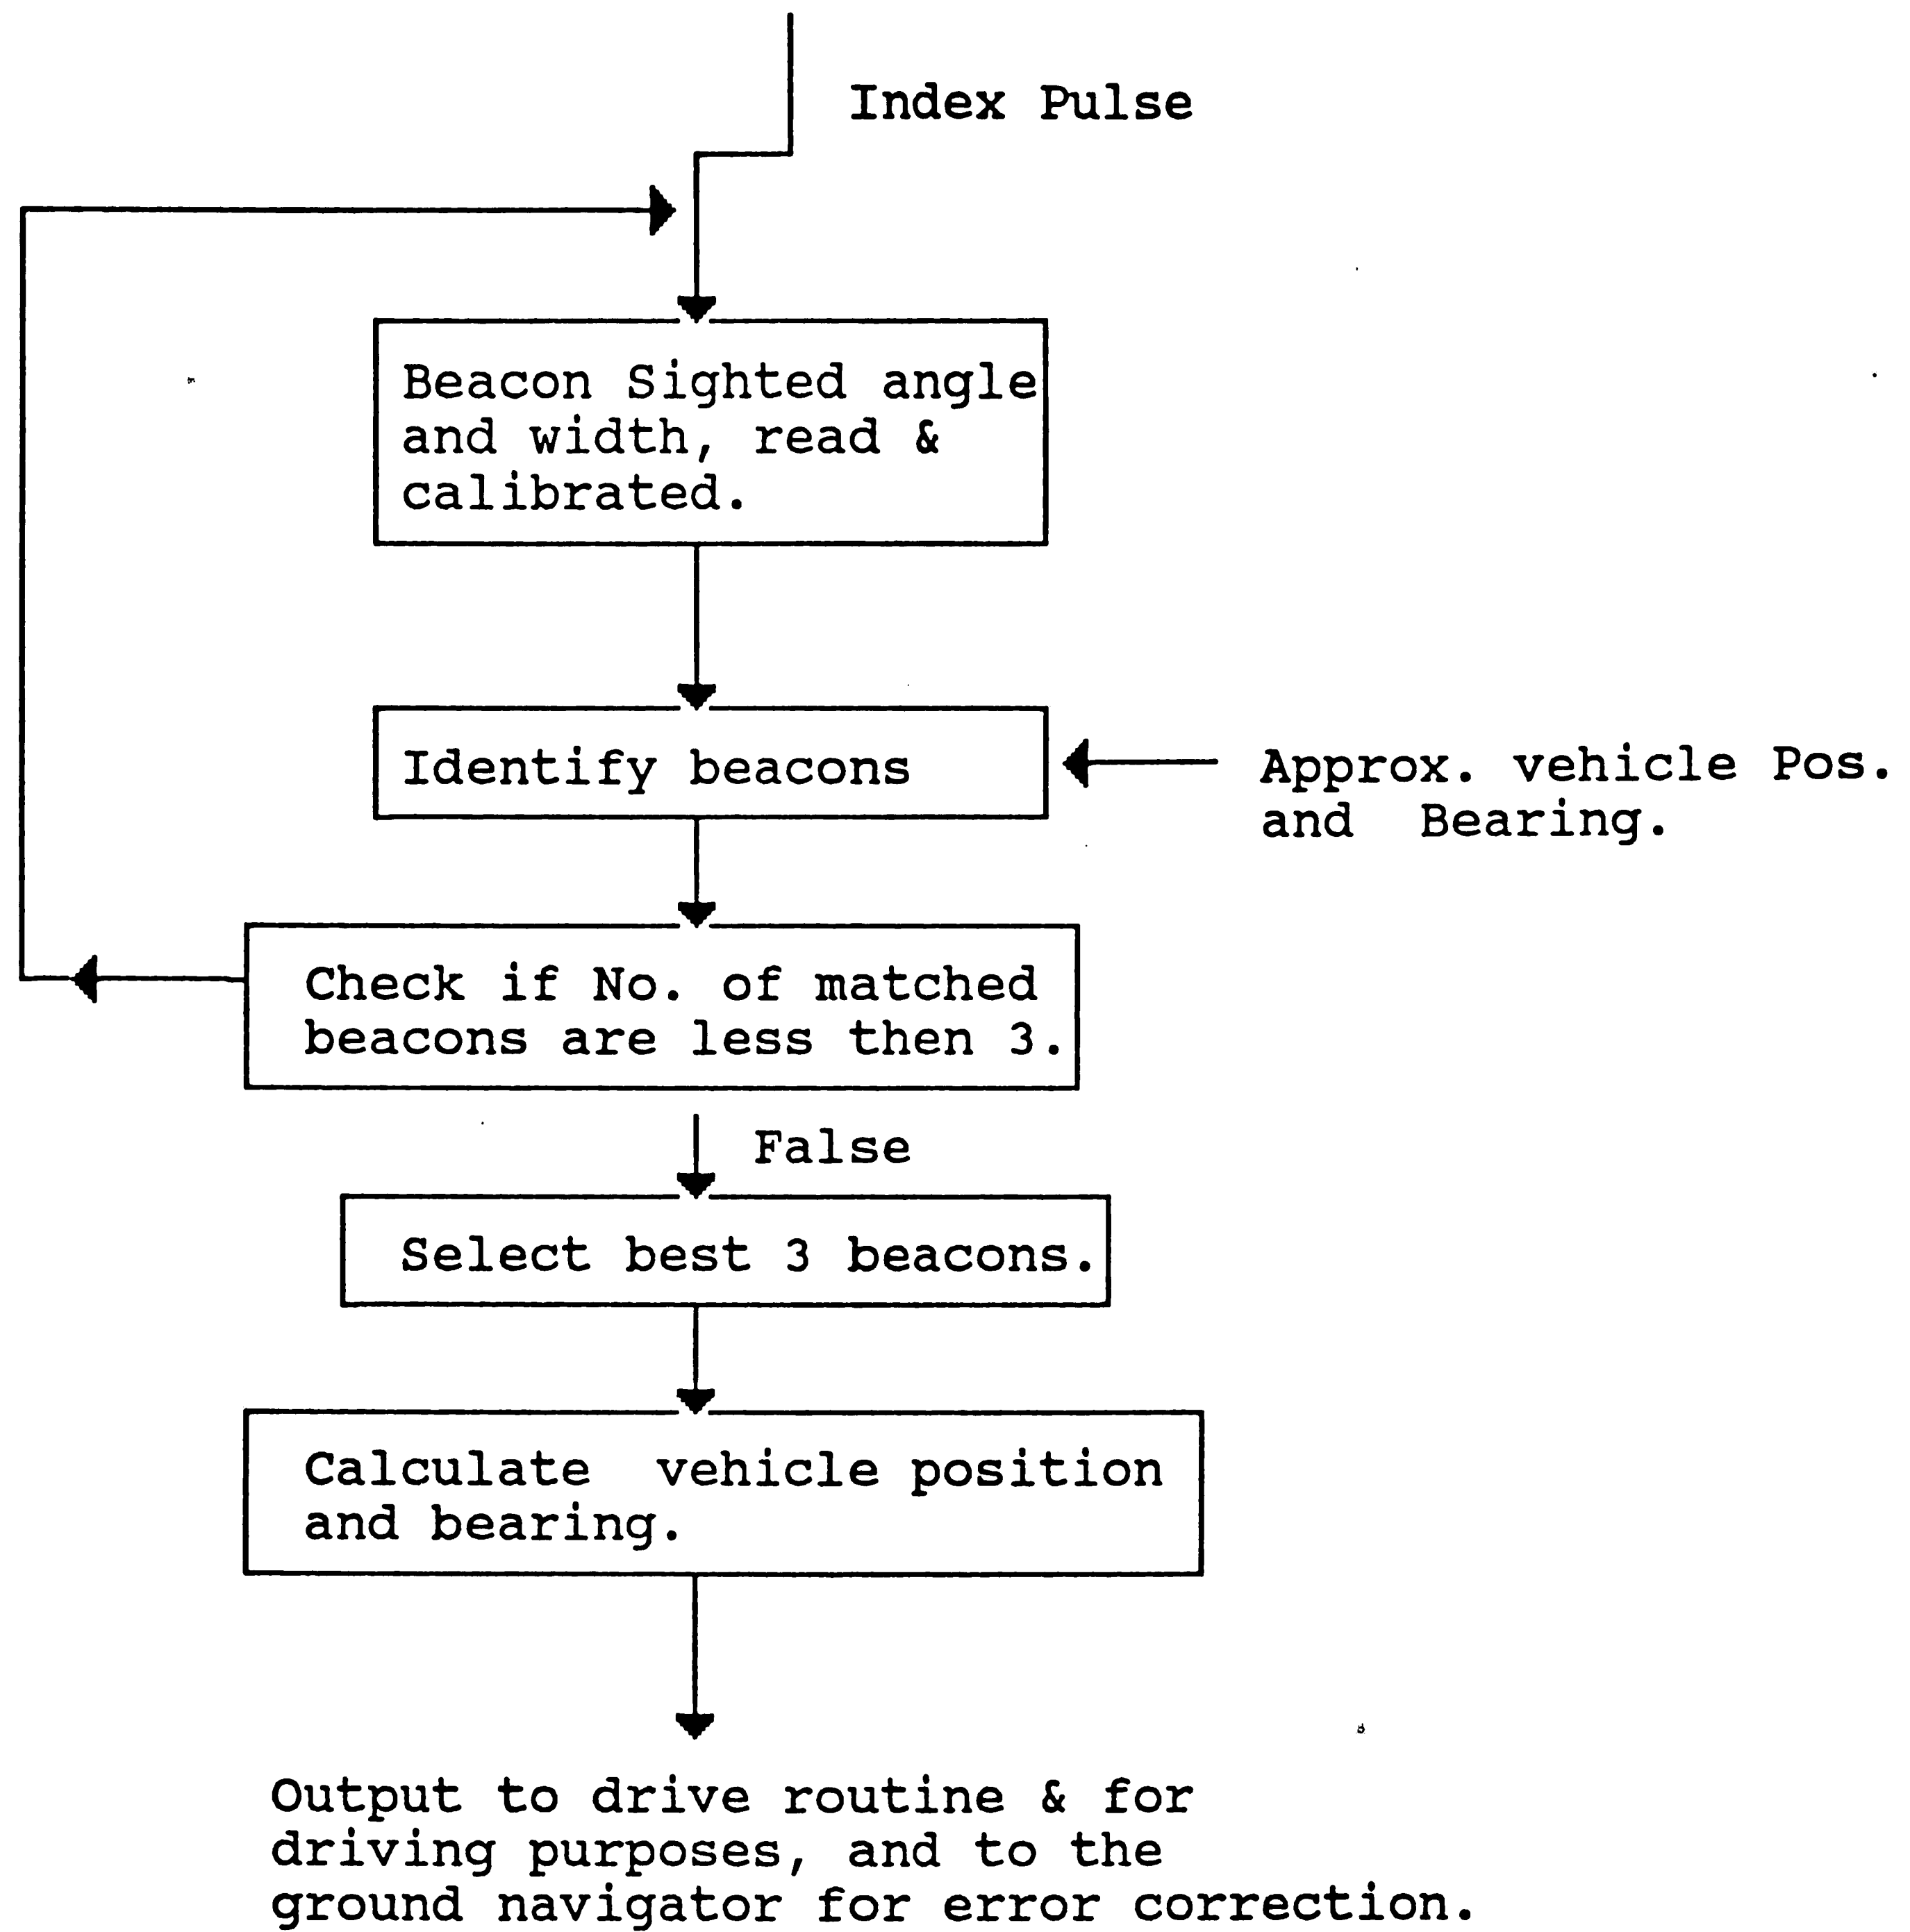 Index Pulse
Beacon Sighted angle
and width, read &
calibrated.
Identify beacons
Approx. vehicle Pos.
and Bearing.
Check if No. of matched
beacons are less then 3.
False
Select best 3 beacons.
Calculate vehicle position
and bearing.
Output to drive routine & for
driving purposes, and to the
ground navigator for error correction.